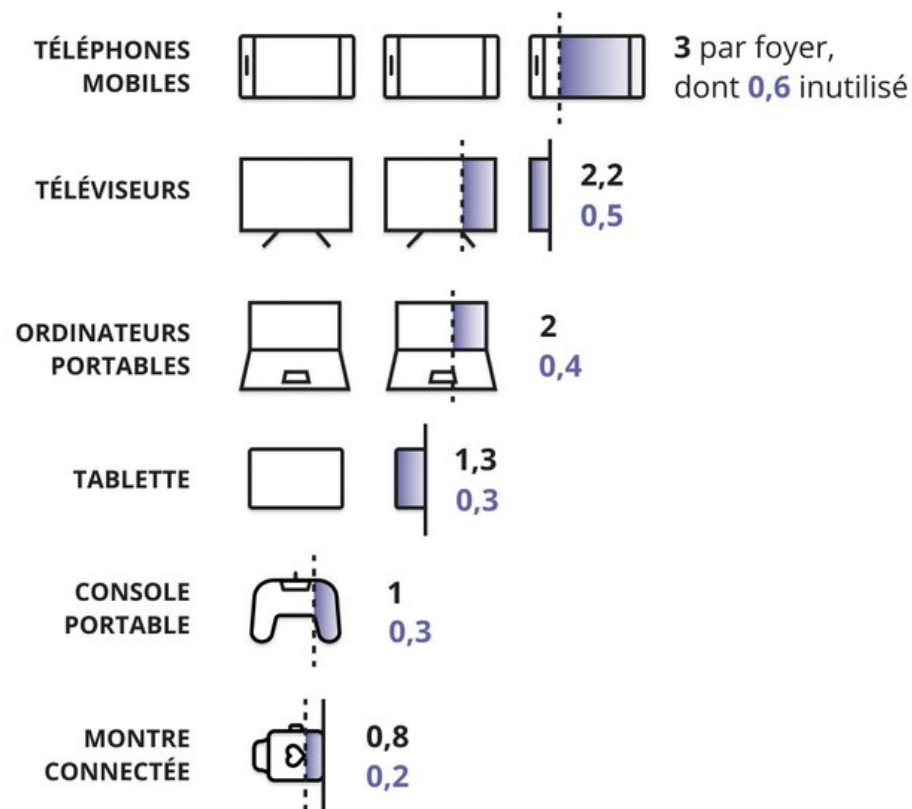 TÉLÉPHONES
MOBILES
3 par foyer,
dont 0,6 inutilisé
TÉLÉVISEURS
2,2
0,5
ORDINATEURS
PORTABLES
2
0,4
TABLETTE
1,3
0,3
CONSOLE
PORTABLE
1
0,3
MONTRE
CONNECTÉE
0,8
0,2